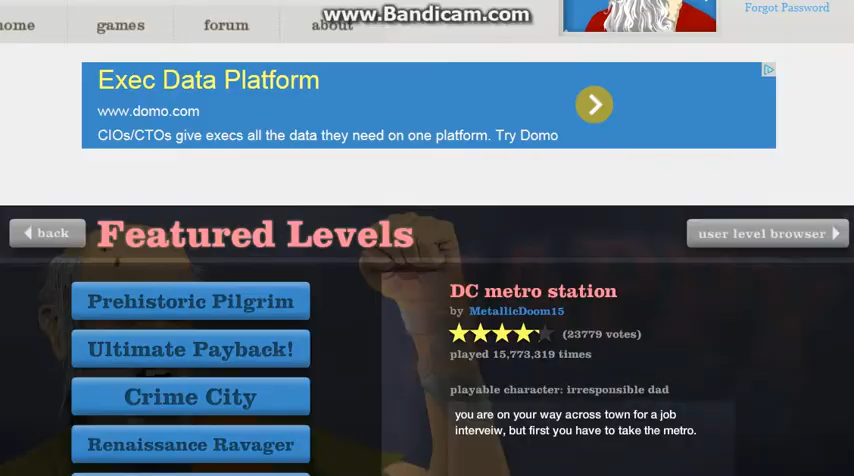 www.Bandicam.com
home games forum about
Forgot Password
Exec Data Platform
www.domo.com
CIOs/CTOs give execs all the data they need on one platform. Try Domo
back
Featured Levels
user level browser
Prehistoric Pilgrim
Ultimate Payback!
Crime City
Renaissance Ravager
DC metro station
by MetallicDoom15
(23779 votes)
played 15,773,319 times
playable character: irresponsible dad
you are on your way across town for a job
interveiw, but first you have to take the metro.